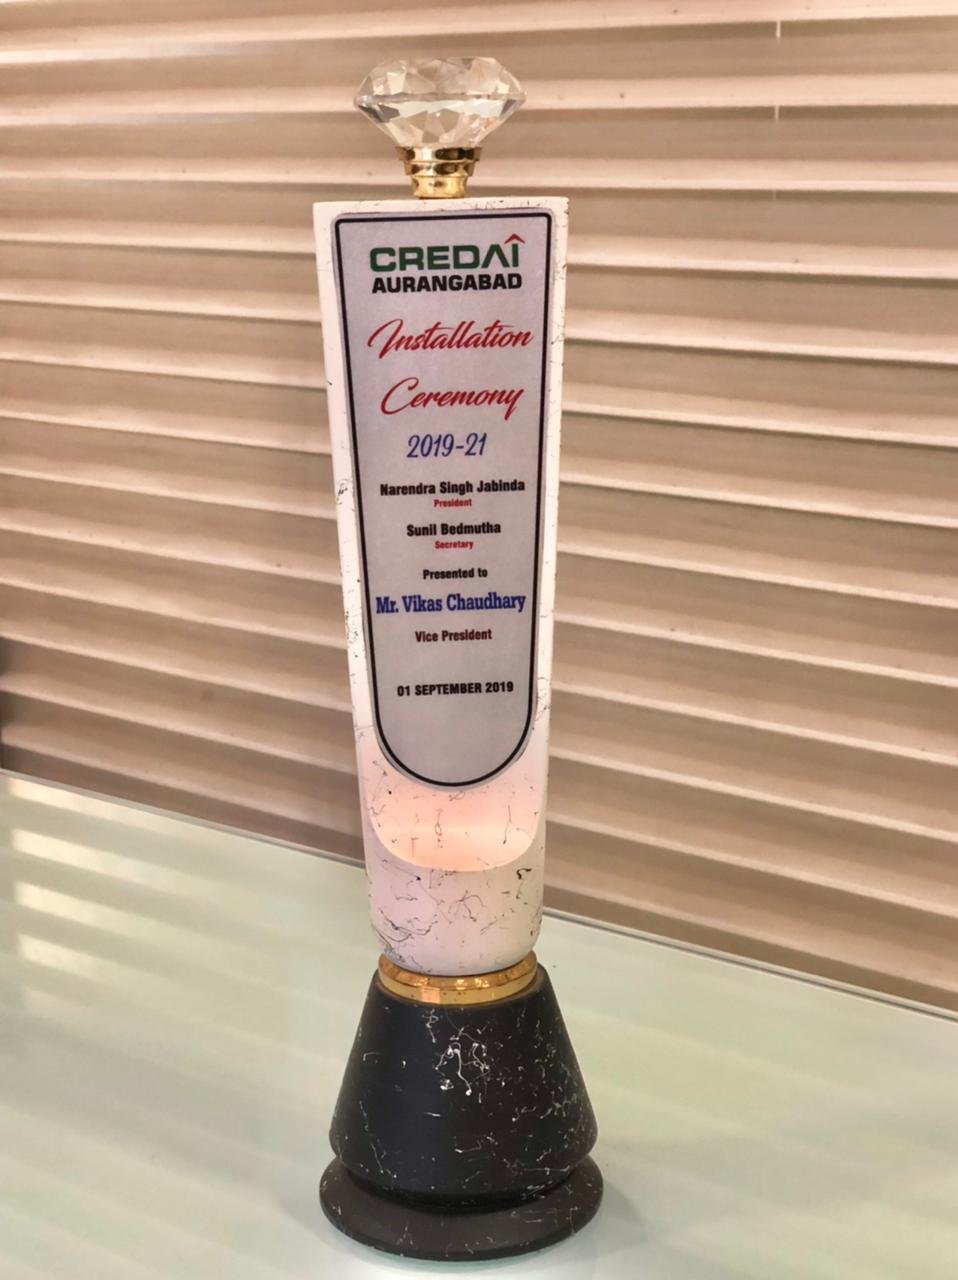 CREDAI
AURANGABAD
Installation
Ceremony
2019-21
Narendra Singh Jabinda
President
Sunil Bedmutha
Secretary
Presented to
Mr. Vikas Chaudhary
Vice President
01 SEPTEMBER 2019